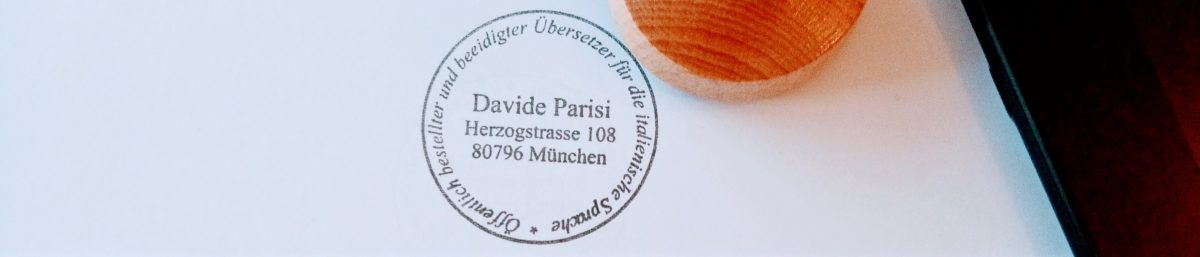 Öffentlich bestellter und beeidigter Übersetzer für die italienische Sprache *
Davide Parisi
Herzogstrasse 108
80796 München